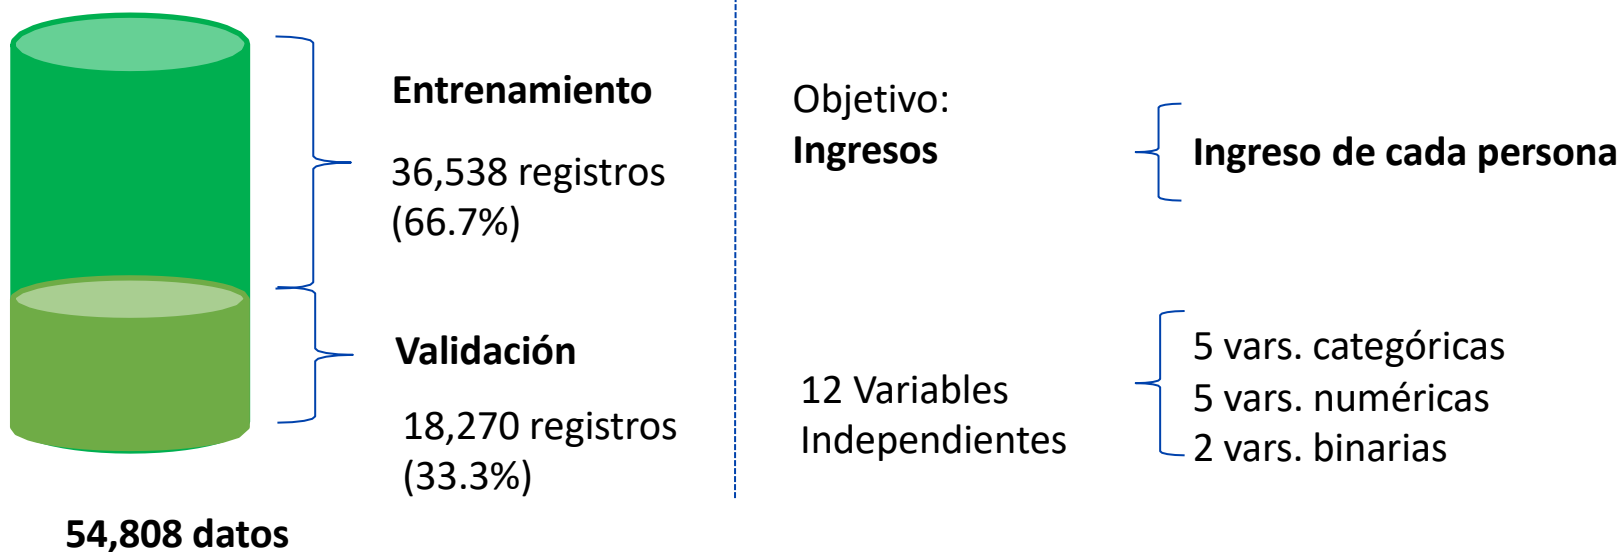 Entrenamiento
36,538 registros
(66.7%)
Validación
18,270 registros
(33.3%)
54,808 datos
Objetivo:
Ingresos
Ingreso de cada persona
12 Variables
Independientes
5 vars. categóricas
5 vars. numéricas
2 vars. binarias